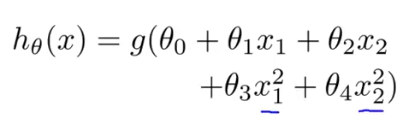 hθ(x) = g(θ₀ + θ₁x₁ + θ₂x₂
+θ₃x₁² + θ₄x₂²)